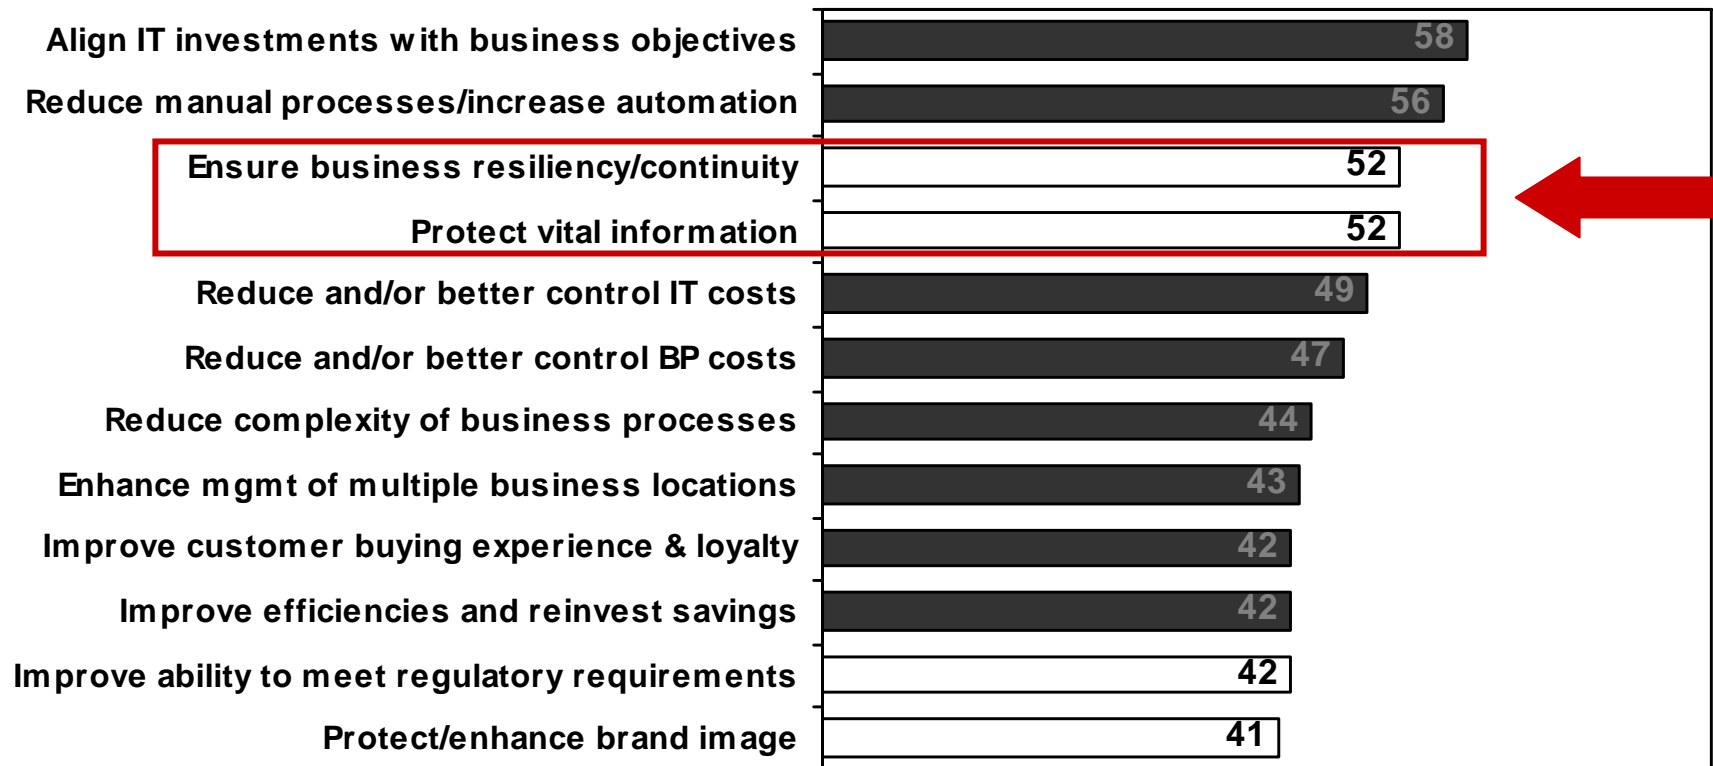 Align IT investments with business objectives 58
Reduce manual processes/increase automation 56
Ensure business resiliency/continuity 52
Protect vital information 52
Reduce and/or better control IT costs 49
Reduce and/or better control BP costs 47
Reduce complexity of business processes 44
Enhance mgmt of multiple business locations 43
Improve customer buying experience & loyalty 42
Improve efficiencies and reinvest savings 42
Improve ability to meet regulatory requirements 42
Protect/enhance brand image 41